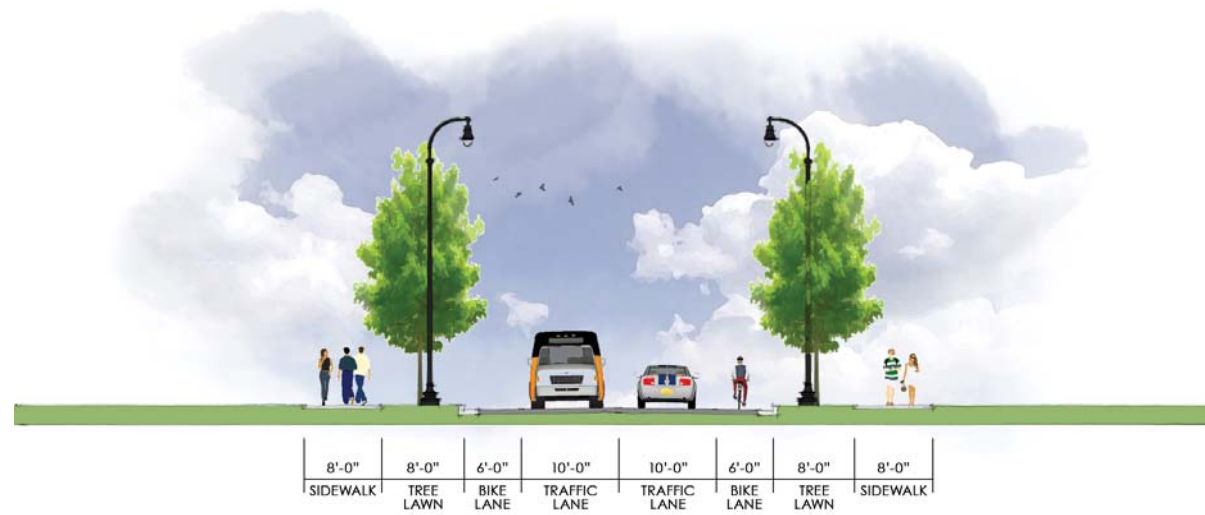 8'-0" 8'-0" 6'-0" 10'-0" 10'-0" 6'-0" 8'-0" 8'-0"
SIDEWALK TREE BIKE TRAFFIC TRAFFIC BIKE TREE SIDEWALK
LAWN LANE LANE LANE LANE LAWN